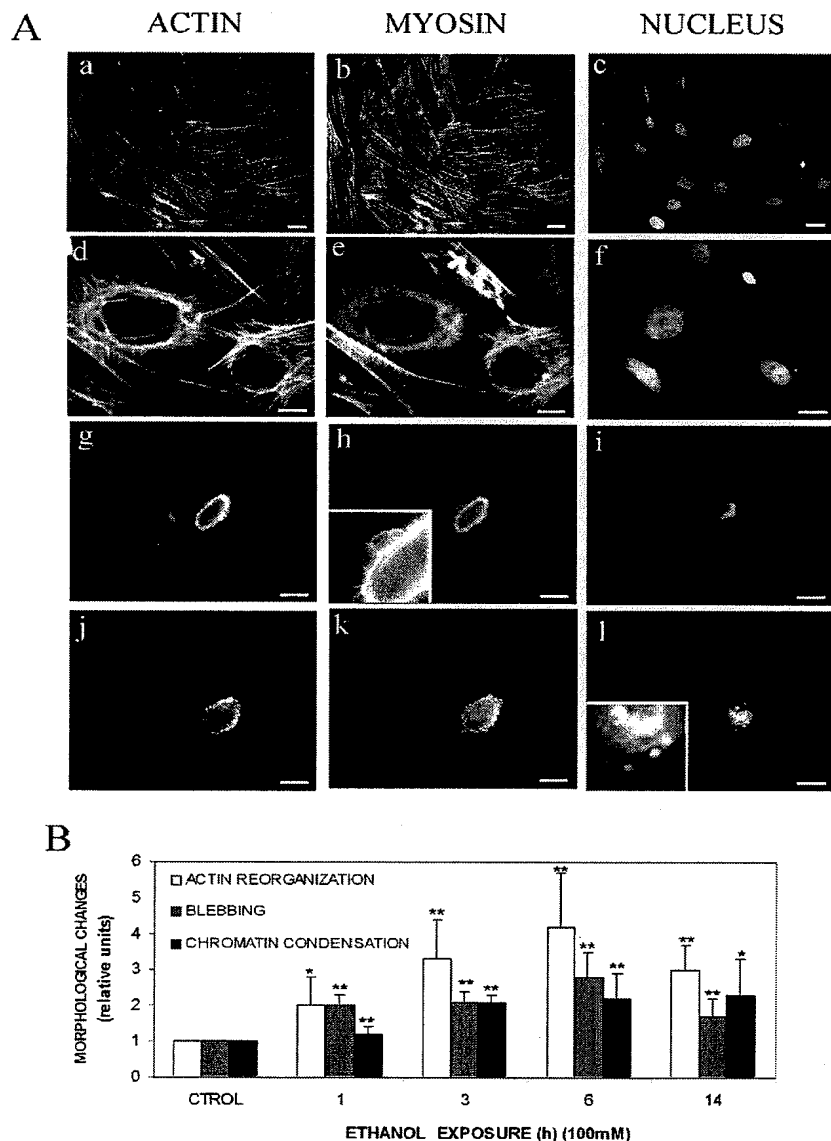 A
ACTIN MYOSIN NUCLEUS
a b c
d e f
g h i
j k l
B
MORPHOLOGICAL CHANGES
(relative units)
6
5
4
3
2
1
0
ACTIN REORGANIZATION
BLEBBING
CHROMATIN CONDENSATION
* ** **
** ** **
** ** **
** ** *
CTROL 1 3 6 14
ETHANOL EXPOSURE (h) (100mM)